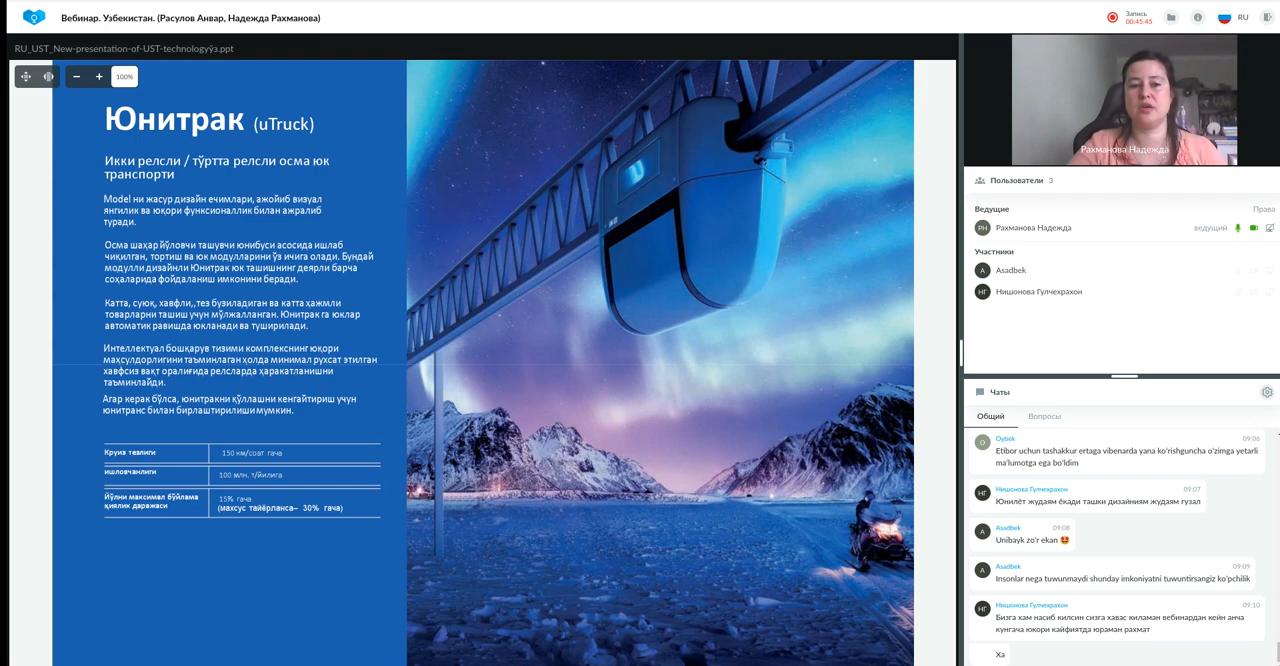 Вебинар. Узбекистан. (Расулов Анвар, Надежда Рахманова)
Запись
00:45:45
RU
RU_UST_New-presentation-of-UST-technologyўз.ppt
100%
Юнитрак (uTruck)
Икки релсли / тўртта релсли осма юк
транспорти
Model ни жасур дизайн ечимлари, ажойиб визуал
янгилик ва юқори функсионаллик билан ажралиб
туради.
Осма шаҳар йўловчи ташувчи юнибуси асосида ишлаб
чиқилган, тортиш ва юк модулларини ўз ичига олади. Бундай
модулли дизайнли Юнитрак юк ташишнинг деярли барча
соҳаларида фойдаланиш имконини беради.
Катта, суюқ, хавфли,,тез бузиладиган ва катта ҳажмли
товарларни ташиш учун мўлжалланган. Юнитрак га юклар
автоматик равишда юкланади ва туширилади.
Интеллектуал бошқарув тизими комплекснинг юқори
маҳсулдорлигини таъминлаган ҳолда минимал рухсат этилган
хавфсиз вақт оралиғида релсларда ҳаракатланишни
таъминлайди.
Агар керак бўлса, юнитракни қўллашни кенгайтириш учун
юнитранс билан бирлаштирилиши мумкин.
Круиз тезлиги 150 км/соат гача
ишловчанлиги 100 млн. т/йилига
Йўлни максимал бўйлама
қиялик даражаси
15% гача
(махсус тайёрланса– 30% гача)
Рахманова Надежда
Пользователи 3
Ведущие Права
РН Рахманова Надежда ведущий
Участники
A Asadbek
НГ Нишонова Гулчехрахон
Чаты
Общий Вопросы
O Oybek 09:06
Etibor uchun tashakkur ertaga vibenarda yana ko'rishguncha o'zimga yetarli
ma'lumotga ega bo'ldim
НГ Нишонова Гулчехрахон 09:07
Юнилёт жудаям ёкади ташки дизайниям жудаям гузал
A Asadbek 09:08
Unibayk zo'r ekan 🤩
A Asadbek 09:09
Insonlar nega tuwunmaydi shunday imkoniyatni tuwuntirsangiz ko'pchilik
НГ Нишонова Гулчехрахон 09:10
Бизга хам насиб килсин сизга хавас киламан вебинардан кейн анча
кунгача юкори кайфиятда юраман рахмат
Ха